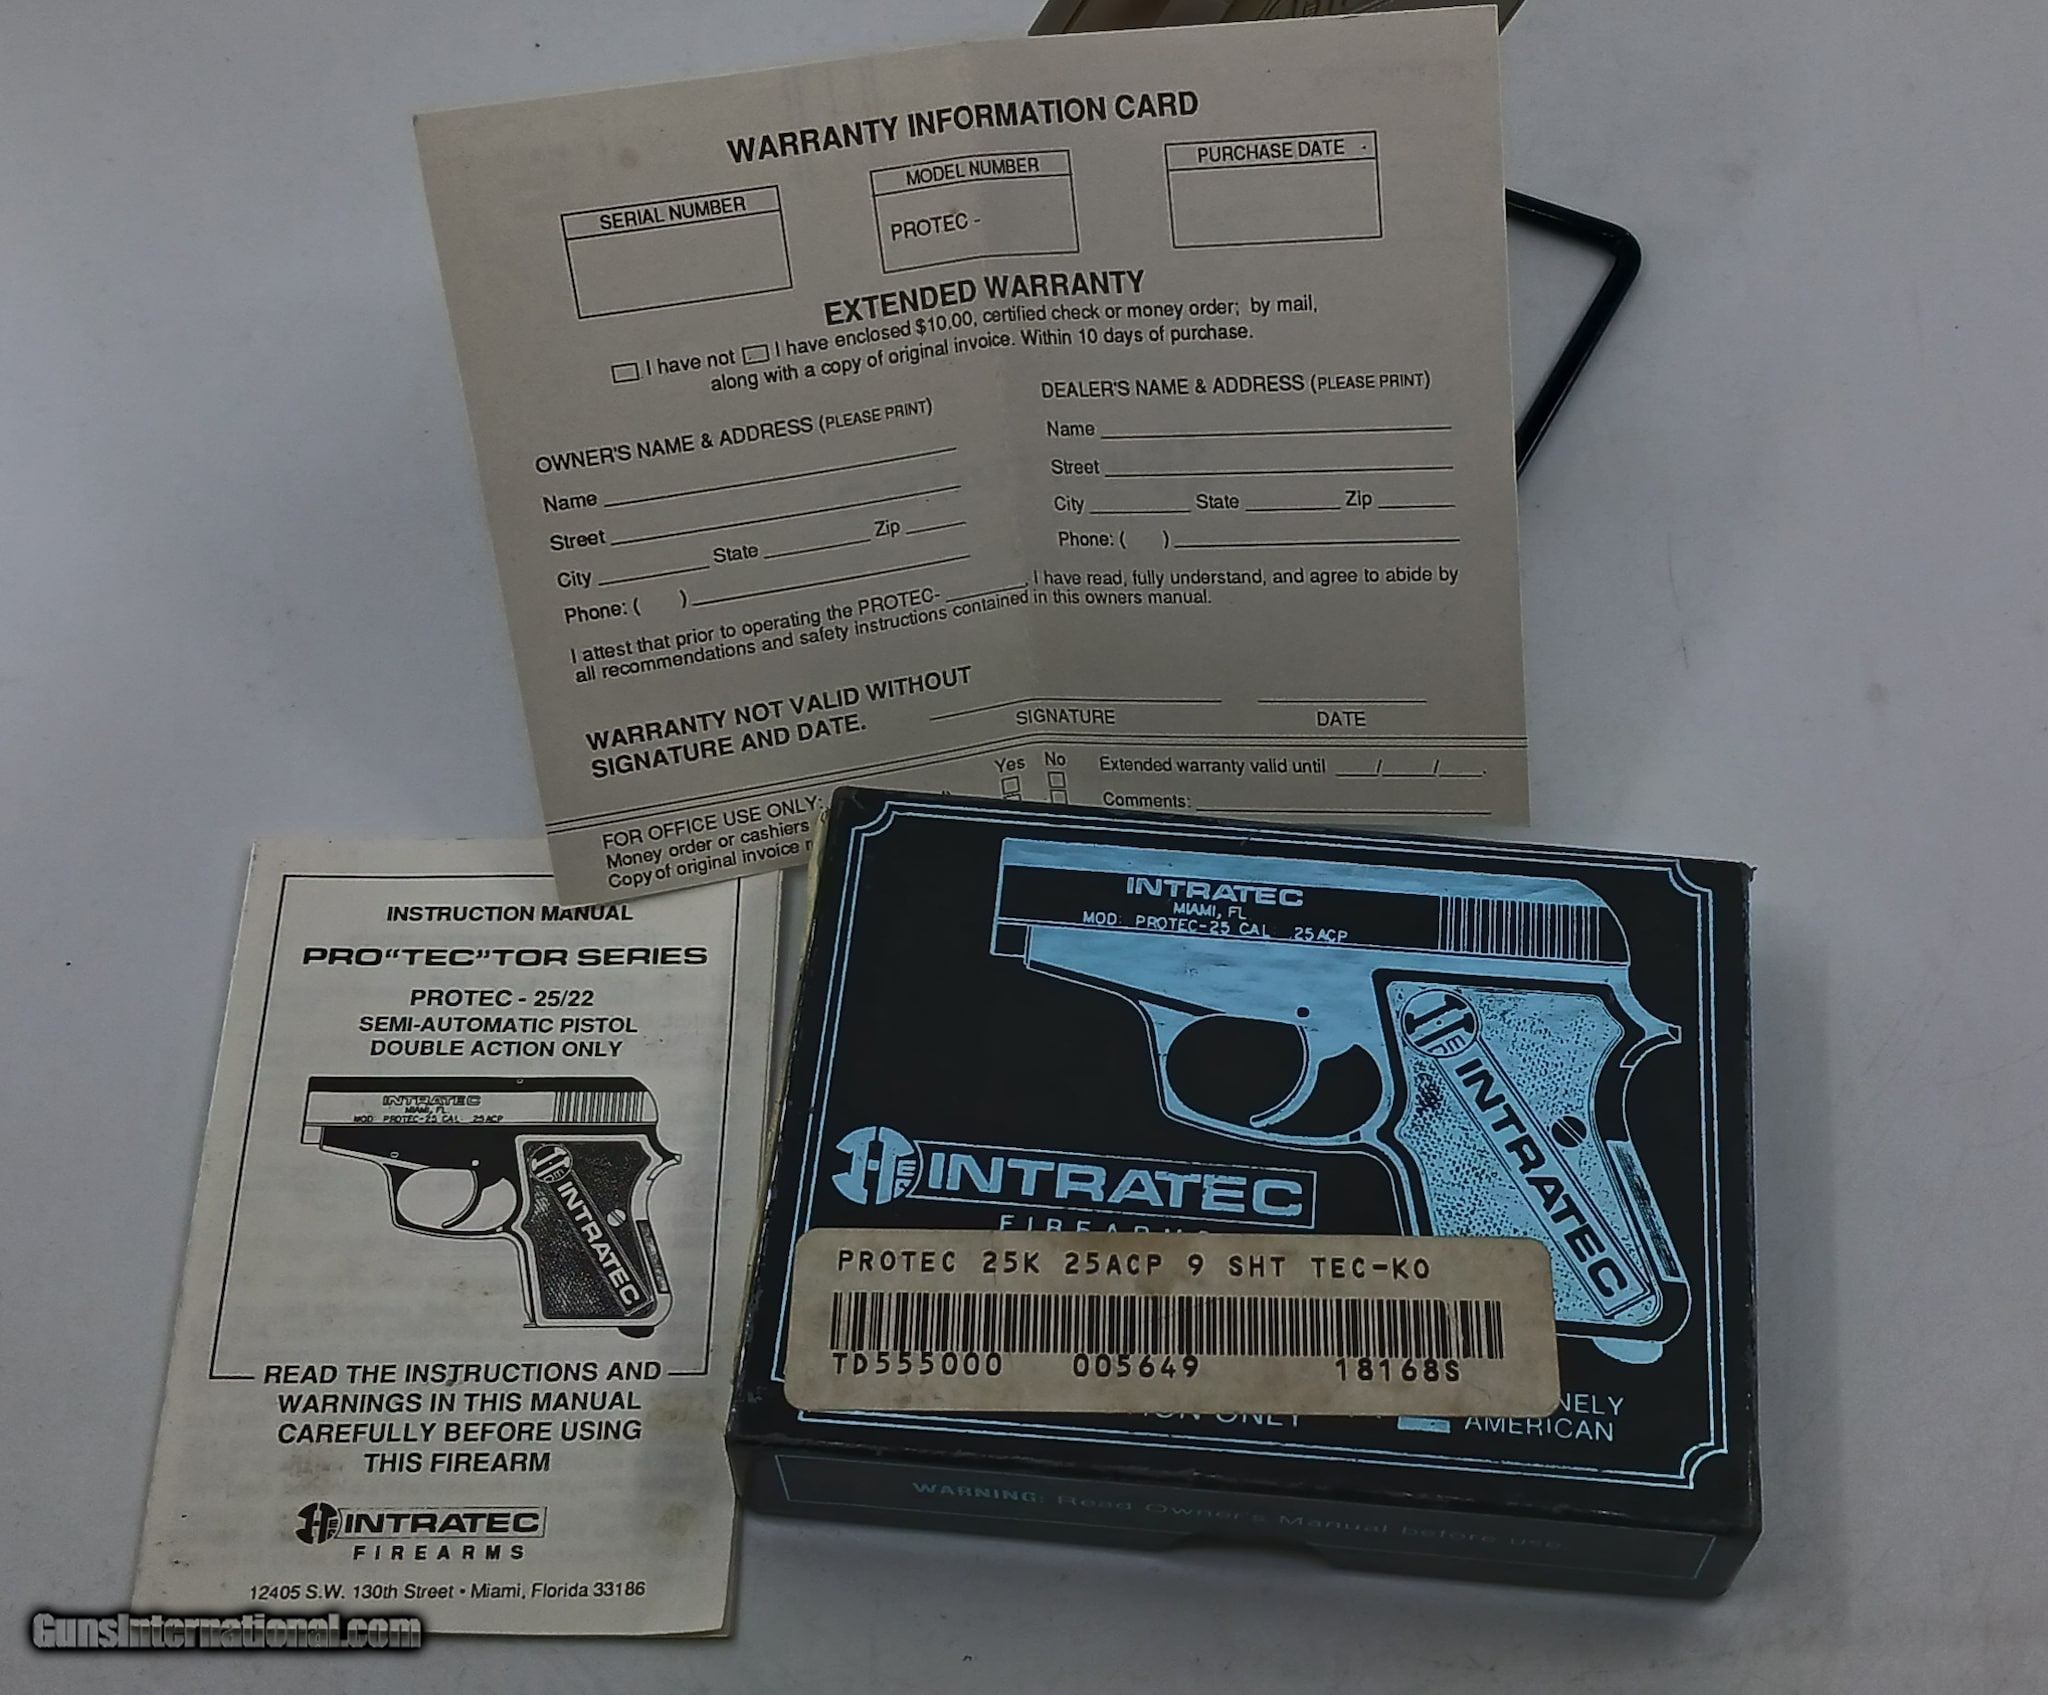 WARRANTY INFORMATION CARD
SERIAL NUMBER
MODEL NUMBER
PROTEC -
PURCHASE DATE
EXTENDED WARRANTY
I have not I have enclosed $10.00, certified check or money order; by mail,
along with a copy of original invoice. Within 10 days of purchase.
OWNER'S NAME & ADDRESS (PLEASE PRINT)
Name
Street
City State Zip
Phone: ( )
DEALER'S NAME & ADDRESS (PLEASE PRINT)
Name
Street
City State Zip
Phone: ( )
I attest that prior to operating the PROTEC- , I have read, fully understand, and agree to abide by
all recommendations and safety instructions contained in this owners manual.
WARRANTY NOT VALID WITHOUT
SIGNATURE AND DATE.
SIGNATURE DATE
FOR OFFICE USE ONLY:
Money order or cashiers
Copy of original invoice
Yes No
Extended warranty valid until / / .
Comments:
INSTRUCTION MANUAL
PRO"TEC"TOR SERIES
PROTEC - 25/22
SEMI-AUTOMATIC PISTOL
DOUBLE ACTION ONLY
INTRATEC
MIAMI, FL.
MOD: PROTEC-25 CAL .25ACP
INTRATEC
READ THE INSTRUCTIONS AND
WARNINGS IN THIS MANUAL
CAREFULLY BEFORE USING
THIS FIREARM
INTRATEC
FIREARMS
12405 S.W. 130th Street • Miami, Florida 33186
INTRATEC
MIAMI, FL.
MOD: PROTEC-25 CAL .25ACP
TEC
INTRATEC
TEC INTRATEC
FIREARMS
PROTEC 25K 25ACP 9 SHT TEC-KO
TD555000 005649 18168S
ONLY
NELY
AMERICAN
WARNING: Read Owner's Manual before use.
GunsInternational.com